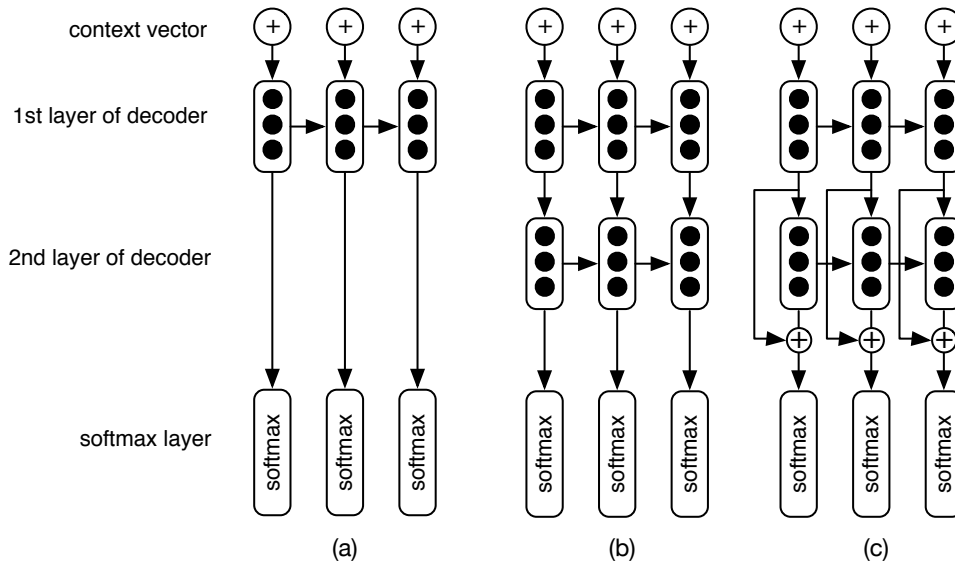 context vector
+ + + + + + + + +
1st layer of decoder
2nd layer of decoder
+ + +
softmax layer
softmax softmax softmax softmax softmax softmax softmax softmax softmax
(a) (b) (c)